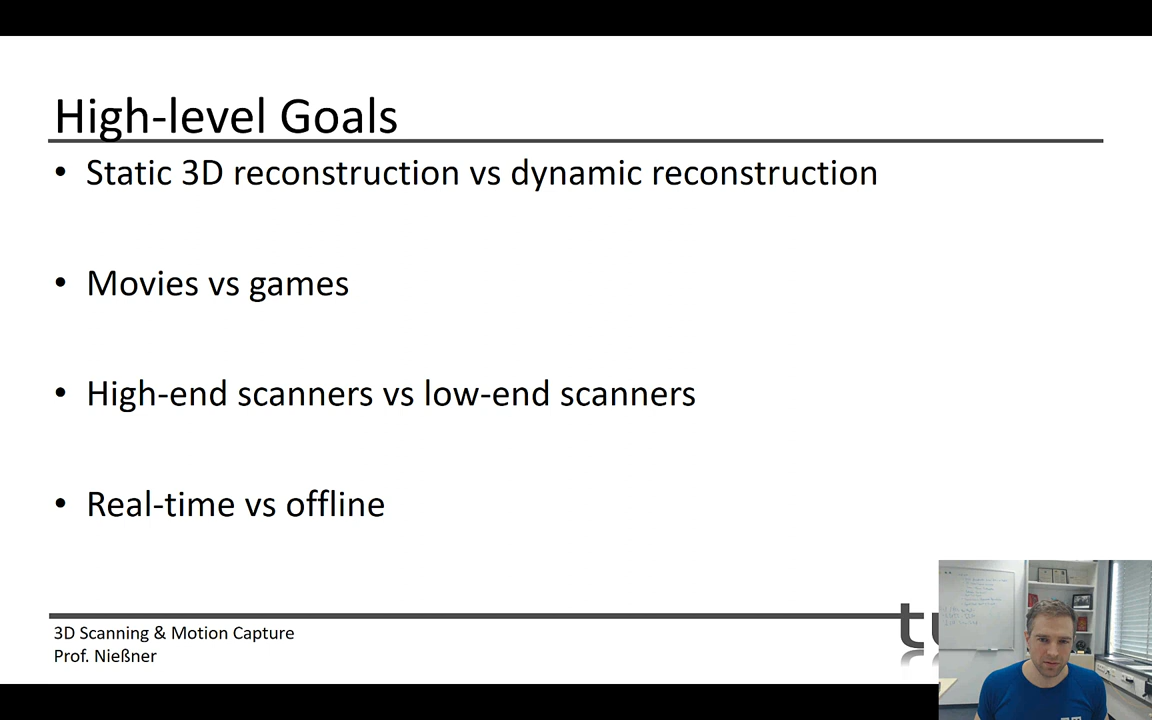 High-level Goals
• Static 3D reconstruction vs dynamic reconstruction
• Movies vs games
• High-end scanners vs low-end scanners
• Real-time vs offline
3D Scanning & Motion Capture
Prof. Nießner